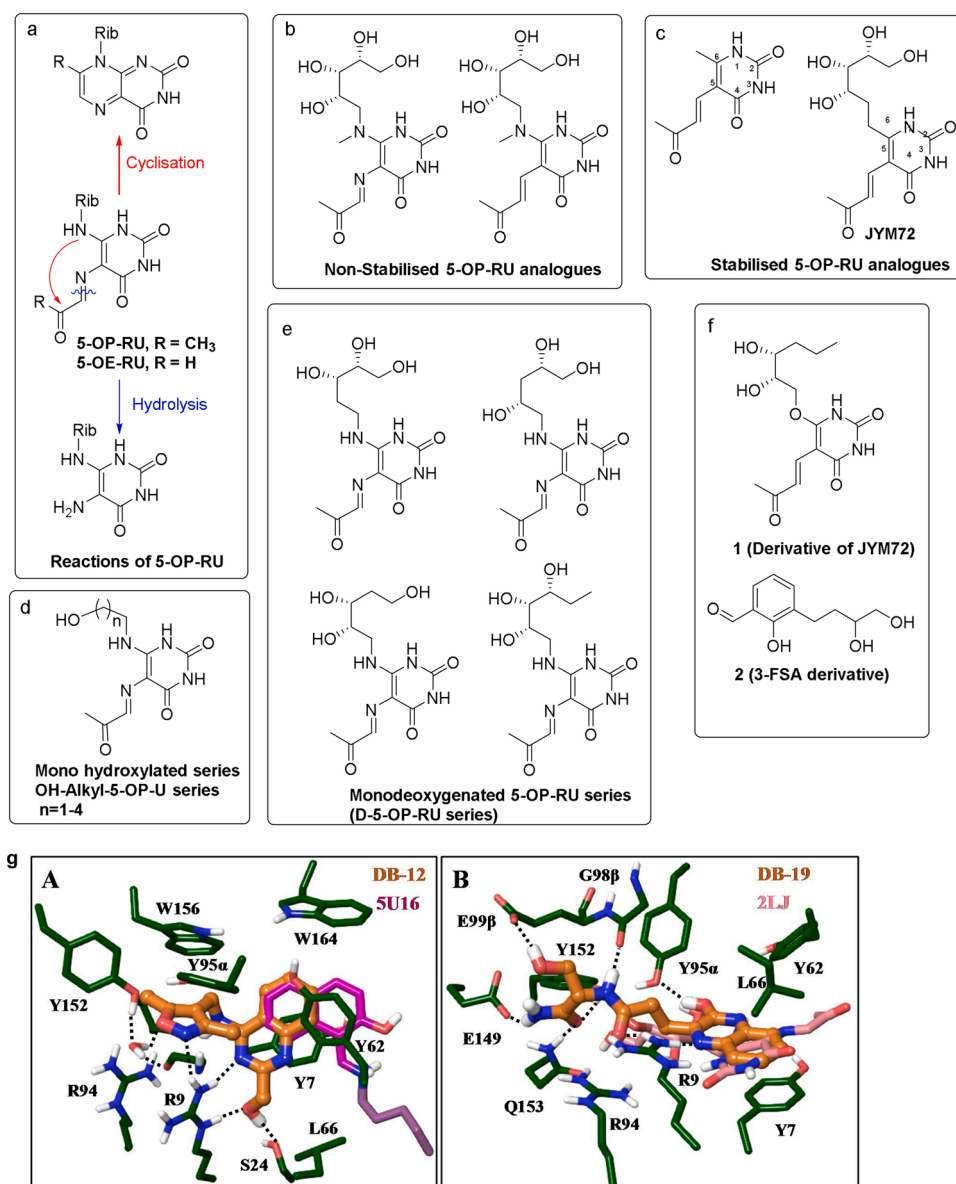 a
Rib
R
N
N
O
N
NH
O
Cyclisation
Rib
HN
H
N
O
N
NH
R
O
O
5-OP-RU, R = CH3
5-OE-RU, R = H
Hydrolysis
Rib
HN
H
N
O
H2N
NH
O
Reactions of 5-OP-RU
b
OH
OH
HO
OH
HO
OH
HO
HO
N
H
N
O
N
H
N
O
N
NH
NH
O
O
O
O
Non-Stabilised 5-OP-RU analogues
c
H
N
O
6
1
2
5
3
NH
4
O
O
OH
HO
OH
HO
6
H
N
O
2
5
3
4
NH
O
O
JYM72
Stabilised 5-OP-RU analogues
d
HO
( )n
HN
H
N
O
N
NH
O
O
Mono hydroxylated series
OH-Alkyl-5-OP-U series
n=1-4
e
OH
OH
HO
OH
OH
HO
HN
H
N
O
HN
H
N
O
N
NH
N
NH
O
O
O
O
OH
HO
OH
HO
HO
HO
HN
H
N
O
HN
H
N
O
N
NH
N
NH
O
O
O
O
Monodeoxygenated 5-OP-RU series
(D-5-OP-RU series)
f
HO
HO
O
H
N
O
NH
O
O
1 (Derivative of JYM72)
O
OH
OH
OH
2 (3-FSA derivative)
g
A
DB-12
5U16
W156
W164
Y95α
Y152
Y62
R94
R9
Y7
L66
S24
B
G98β
DB-19
2LJ
E99β
Y152
Y95α
Y62
L66
E149
R9
Q153
R94
Y7